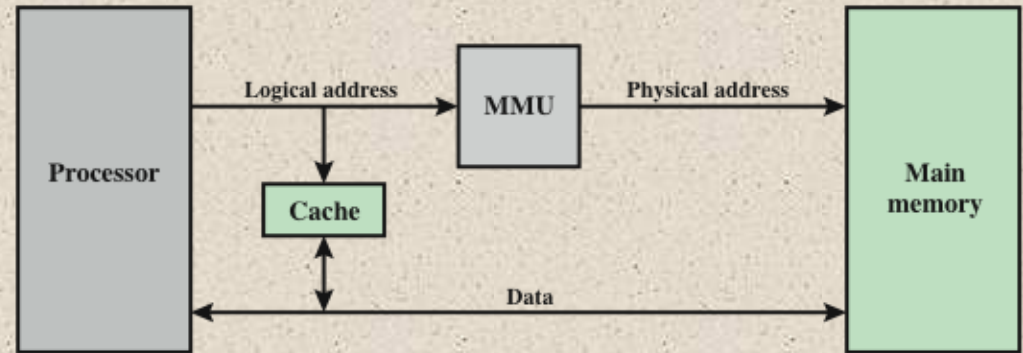 Logical address
Physical address
MMU
Processor
Main
memory
Cache
Data